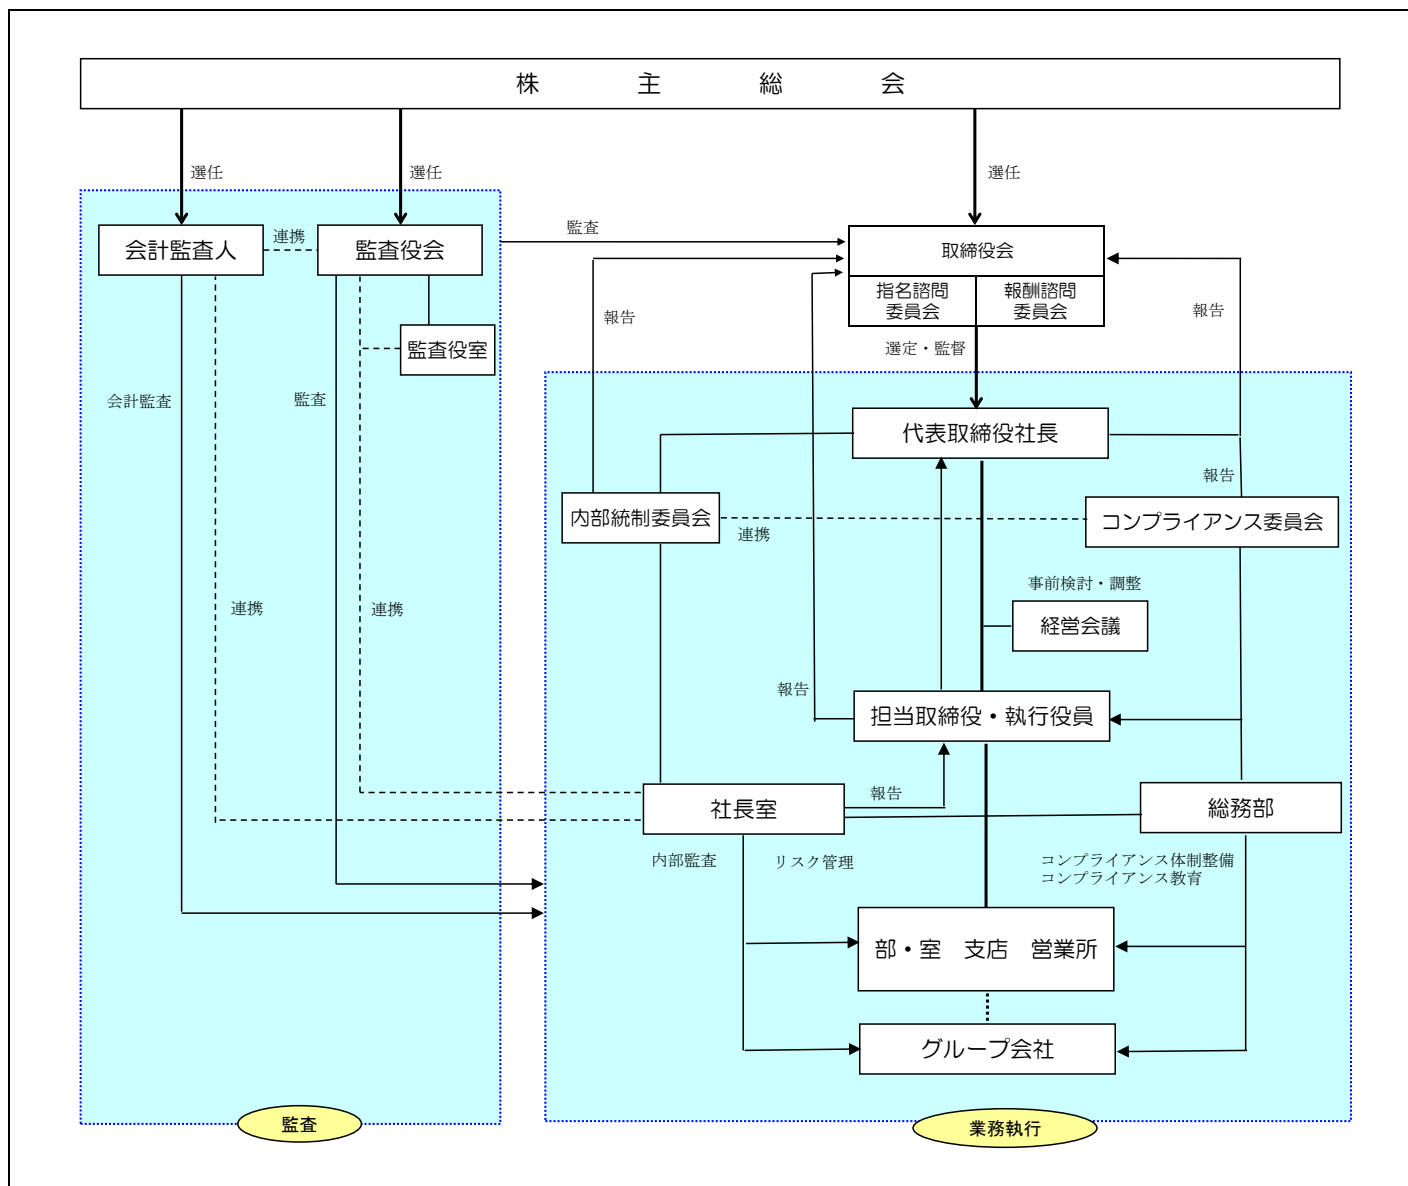 株主総会
選任
選任
選任
会計監査人
連携
監査役会
監査
取締役会
指名諮問
委員会
報酬諮問
委員会
報告
報告
監査役室
選定・監督
会計監査
監査
代表取締役社長
報告
内部統制委員会
連携
コンプライアンス委員会
事前検討・調整
経営会議
連携
連携
報告
担当取締役・執行役員
社長室
報告
総務部
内部監査
リスク管理
コンプライアンス体制整備
コンプライアンス教育
部・室　支店　営業所
グループ会社
監査
業務執行